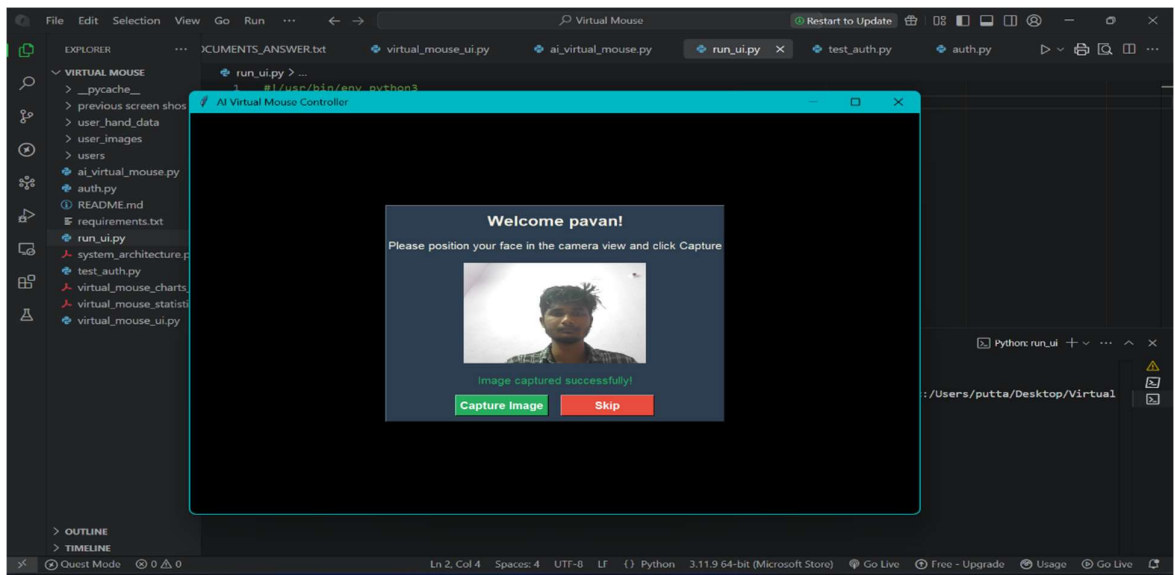 File Edit Selection View Go Run ··· ← → Virtual Mouse Restart to Update
EXPLORER ··· OCUMENTS_ANSWER.txt virtual_mouse_ui.py ai_virtual_mouse.py run_ui.py × test_auth.py auth.py ···
VIRTUAL MOUSE
run_ui.py > ...
1 #!/usr/bin/env python3
> __pycache__
> previous screen shos
> user_hand_data
> user_images
> users
ai_virtual_mouse.py
auth.py
README.md
requirements.txt
run_ui.py
system_architecture.p
test_auth.py
virtual_mouse_charts_
virtual_mouse_statisti
virtual_mouse_ui.py
AI Virtual Mouse Controller
Welcome pavan!
Please position your face in the camera view and click Capture
Image captured successfully!
Capture Image Skip
Python: run_ui
:/Users/putta/Desktop/Virtual
> OUTLINE
> TIMELINE
Quest Mode 0 0 Ln 2, Col 4 Spaces: 4 UTF-8 LF {} Python 3.11.9 64-bit (Microsoft Store) Go Live Free - Upgrade Usage Go Live